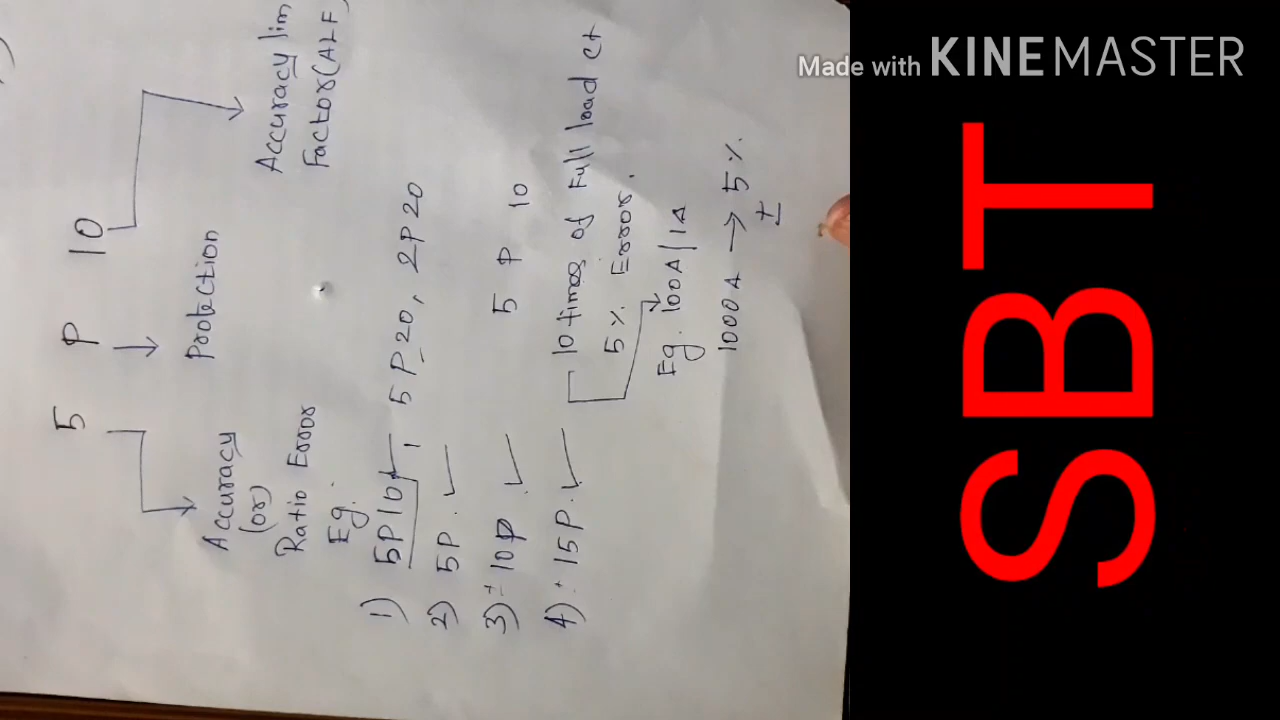 5 P 10
Accuracy
(or)
Ratio Error
Protection
Accuracy lim
Factor(ALF)
Eg.
1) 5P10, 5P20, 2P20
2) 5P.
3) 10P. 5 P 10
4) 15P.
10 times of Full load ct
5% Error.
Eg. 100A/1A
1000A → 5%
±
Made with KINEMASTER
SBT